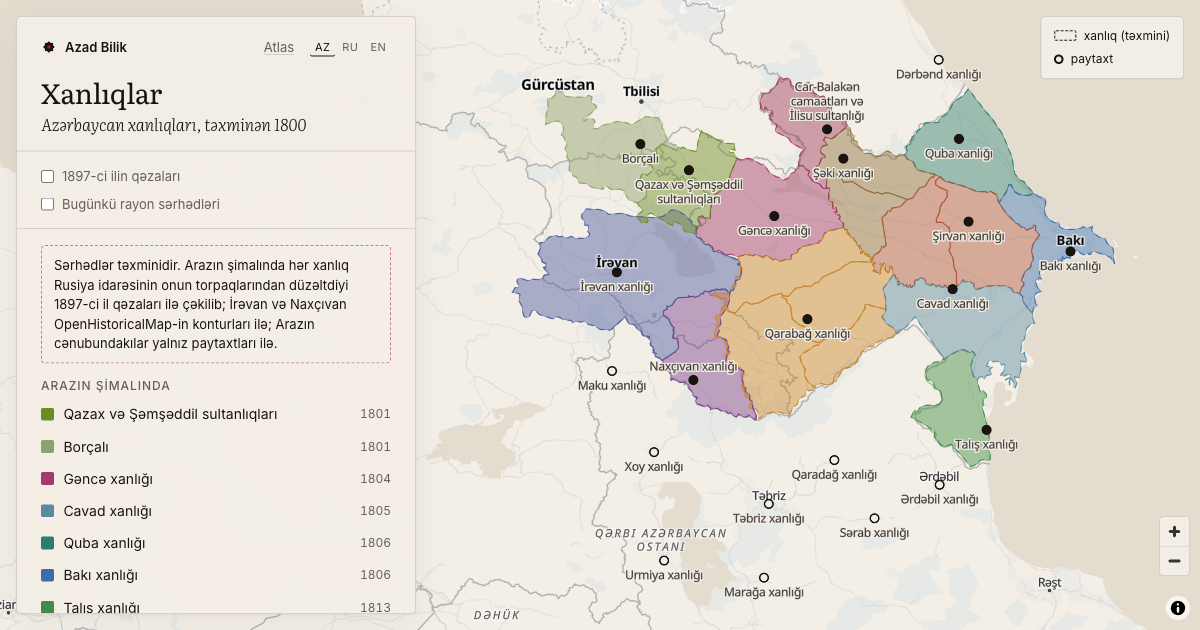 Azad Bilik
Atlas
AZ RU EN
Xanlıqlar
Azərbaycan xanlıqları, təxminən 1800
1897-ci ilin qəzaları
Bugünkü rayon sərhədləri
Sərhədlər təxminidir. Arazın şimalında hər xanlıq
Rusiya idarəsinin onun torpaqlarından düzəltdiyi
1897-ci il qəzaları ilə çəkilib; İrəvan və Naxçıvan
OpenHistoricalMap-in konturları ilə; Arazın
cənubundakılar yalnız paytaxtları ilə.
ARAZIN ŞİMALINDA
Qazax və Şəmşəddil sultanlıqları 1801
Borçalı 1801
Gəncə xanlığı 1804
Cavad xanlığı 1805
Quba xanlığı 1806
Bakı xanlığı 1806
Talış xanlığı 1813
xanlıq (təxmini)
paytaxt
Dərbənd xanlığı
Gürcüstan
Tbilisi
Car-Balakən
camaatları və
İlisu sultanlığı
Borçalı
Quba xanlığı
Şəki xanlığı
Qazax və Şəmşəddil
sultanlıqları
Gəncə xanlığı
Şirvan xanlığı
Bakı
Bakı xanlığı
İrəvan
İrəvan xanlığı
Cavad xanlığı
Qarabağ xanlığı
Naxçıvan xanlığı
Maku xanlığı
Talış xanlığı
Xoy xanlığı
Qaradağ xanlığı
Ərdəbil
Ərdəbil xanlığı
Təbriz
Təbriz xanlığı
Sərab xanlığı
QƏRBİ AZƏRBAYCAN
OSTANI
Urmiya xanlığı
Marağa xanlığı
Rəşt
DƏHÜK